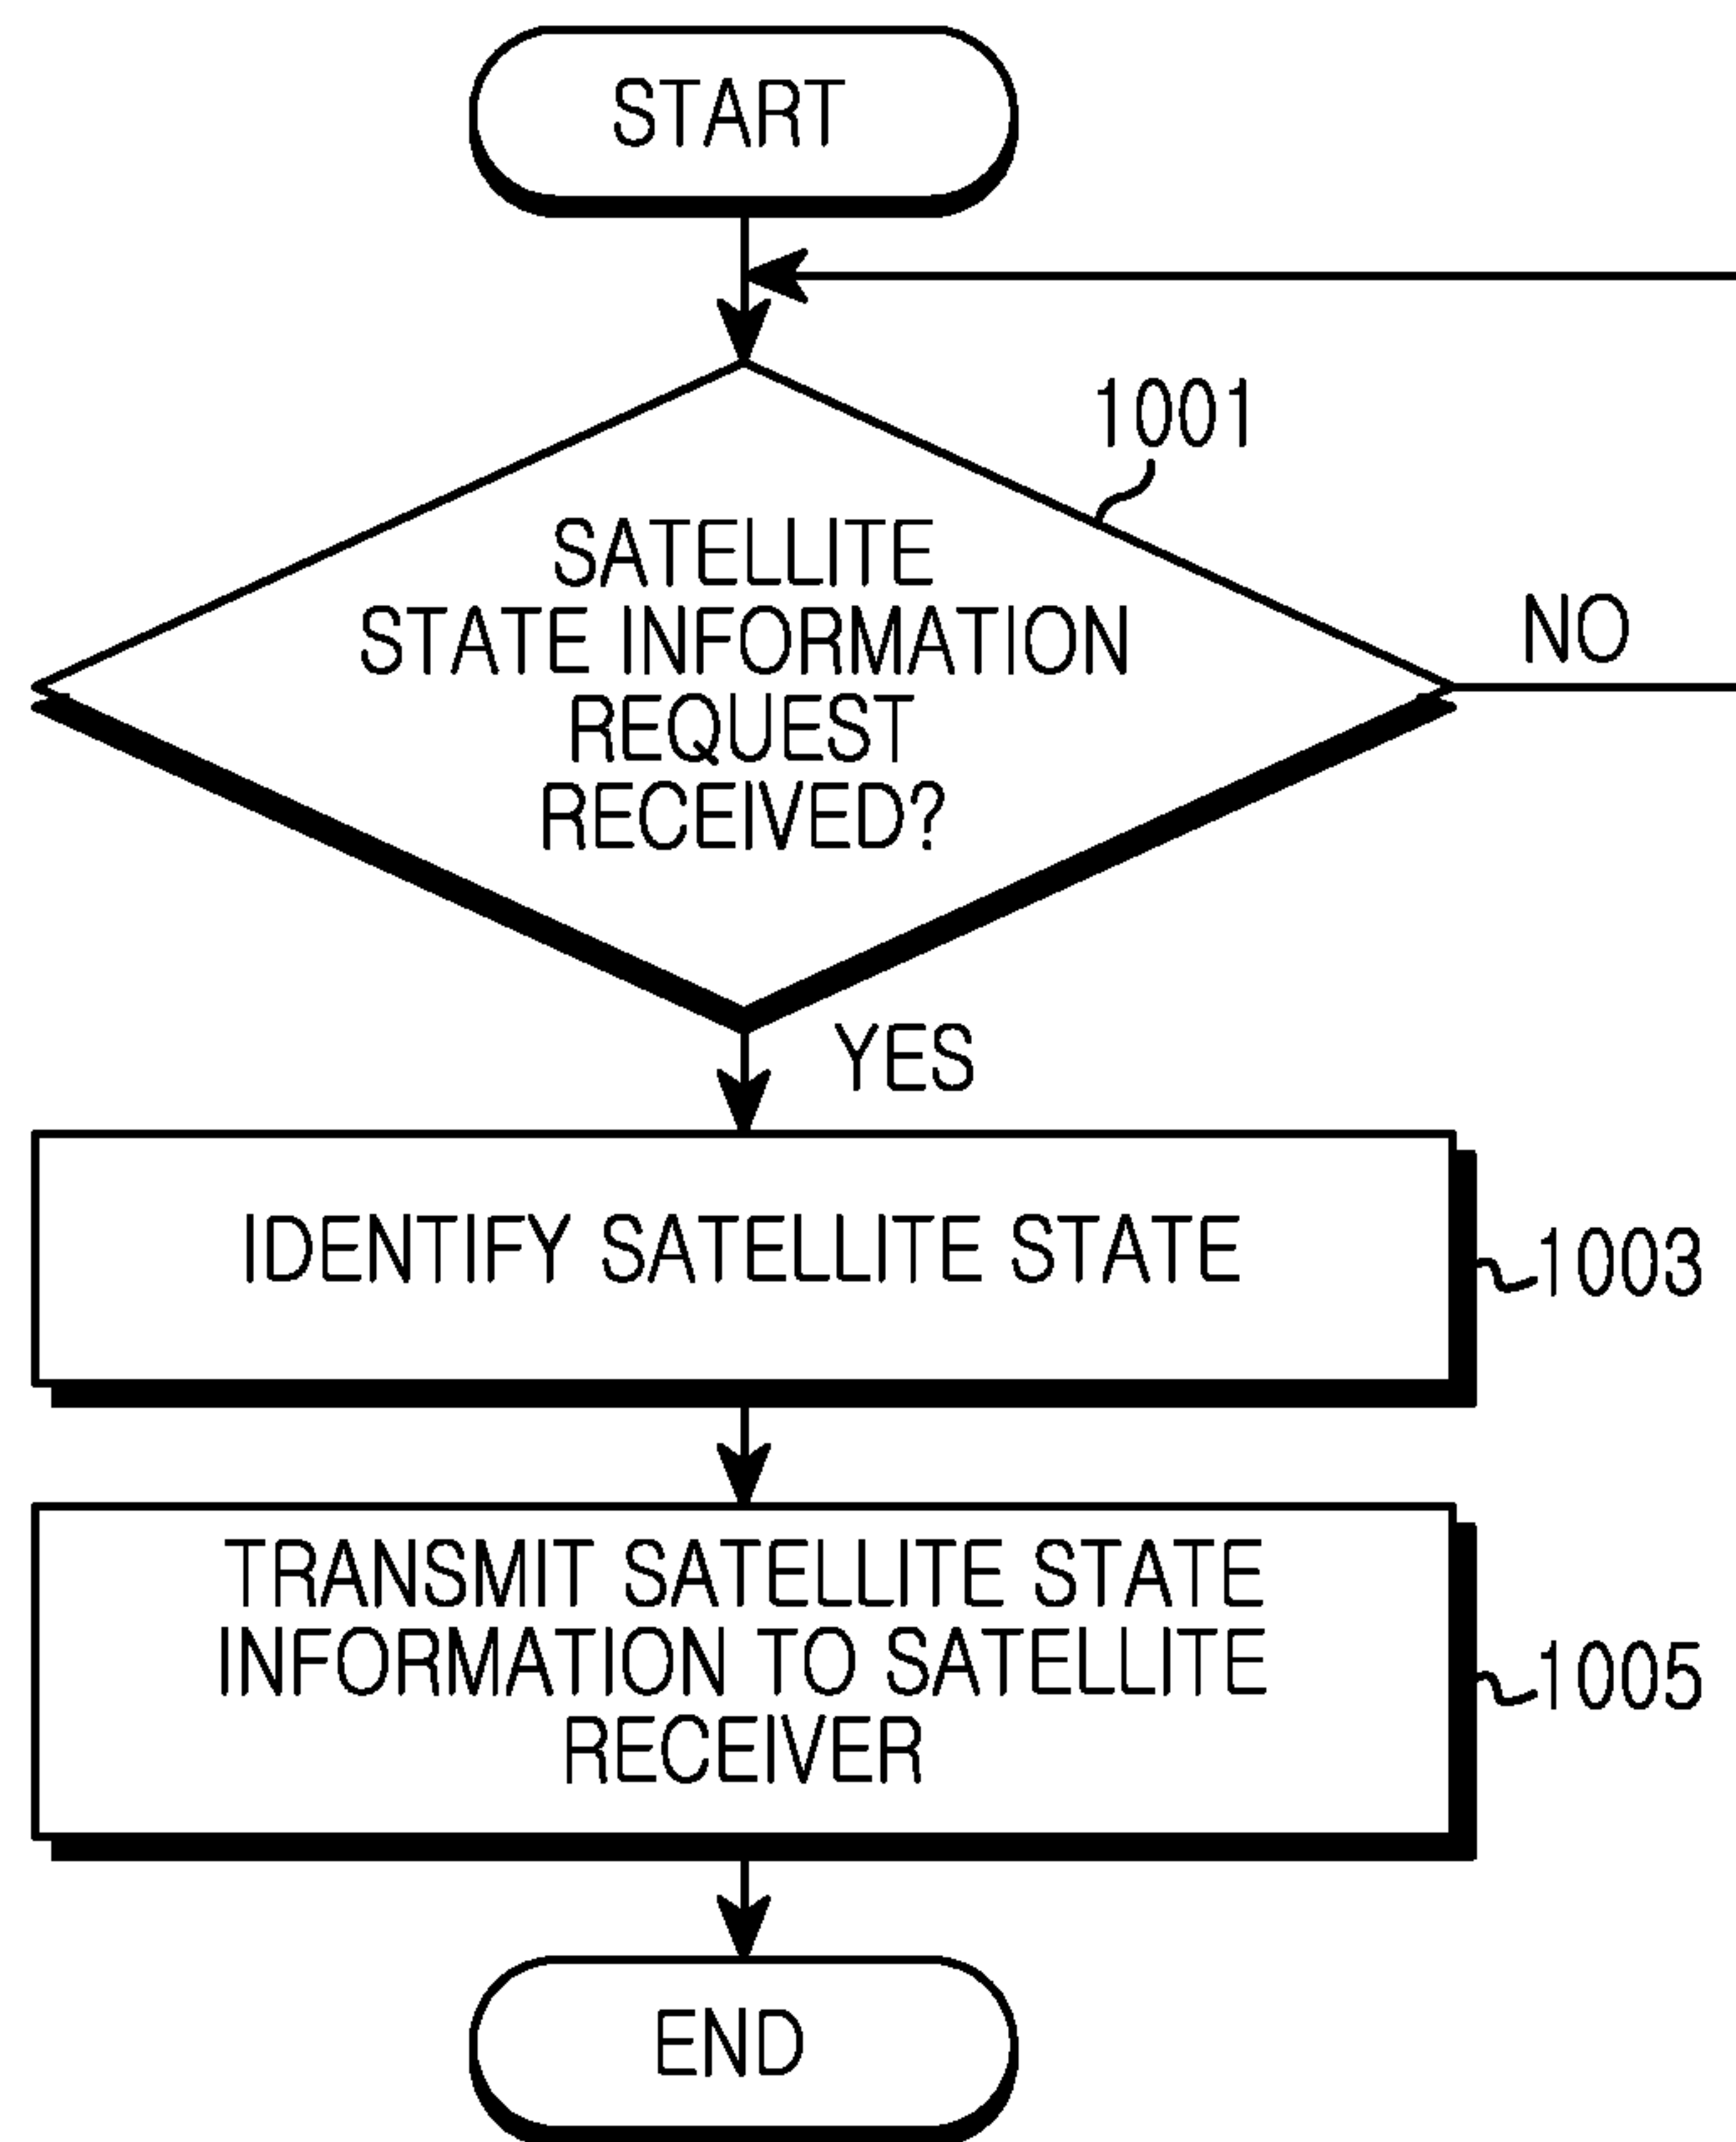 START
1001
SATELLITE
STATE INFORMATION
REQUEST
RECEIVED?
NO
YES
IDENTIFY SATELLITE STATE
1003
TRANSMIT SATELLITE STATE
INFORMATION TO SATELLITE
RECEIVER
1005
END